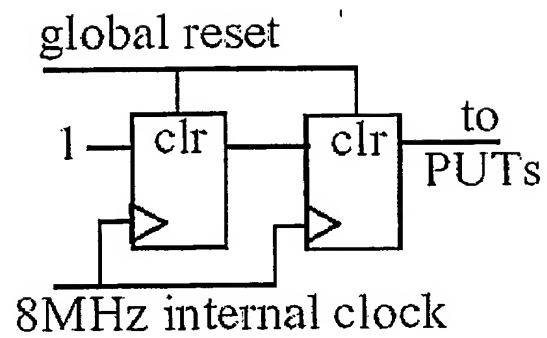 global reset
1 clr clr to
PUTs
8MHz internal clock